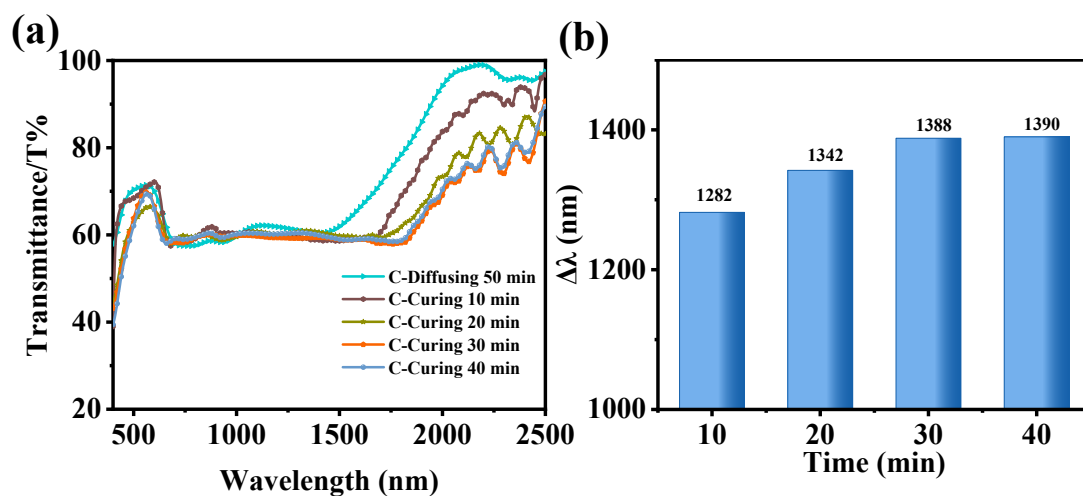 (a)
Transmittance/T%
100
80
60
40
20
500
1000
1500
2000
2500
Wavelength (nm)
C-Diffusing 50 min
C-Curing 10 min
C-Curing 20 min
C-Curing 30 min
C-Curing 40 min
(b)
Δλ (nm)
1400
1200
1000
1282
1342
1388
1390
10
20
30
40
Time (min)